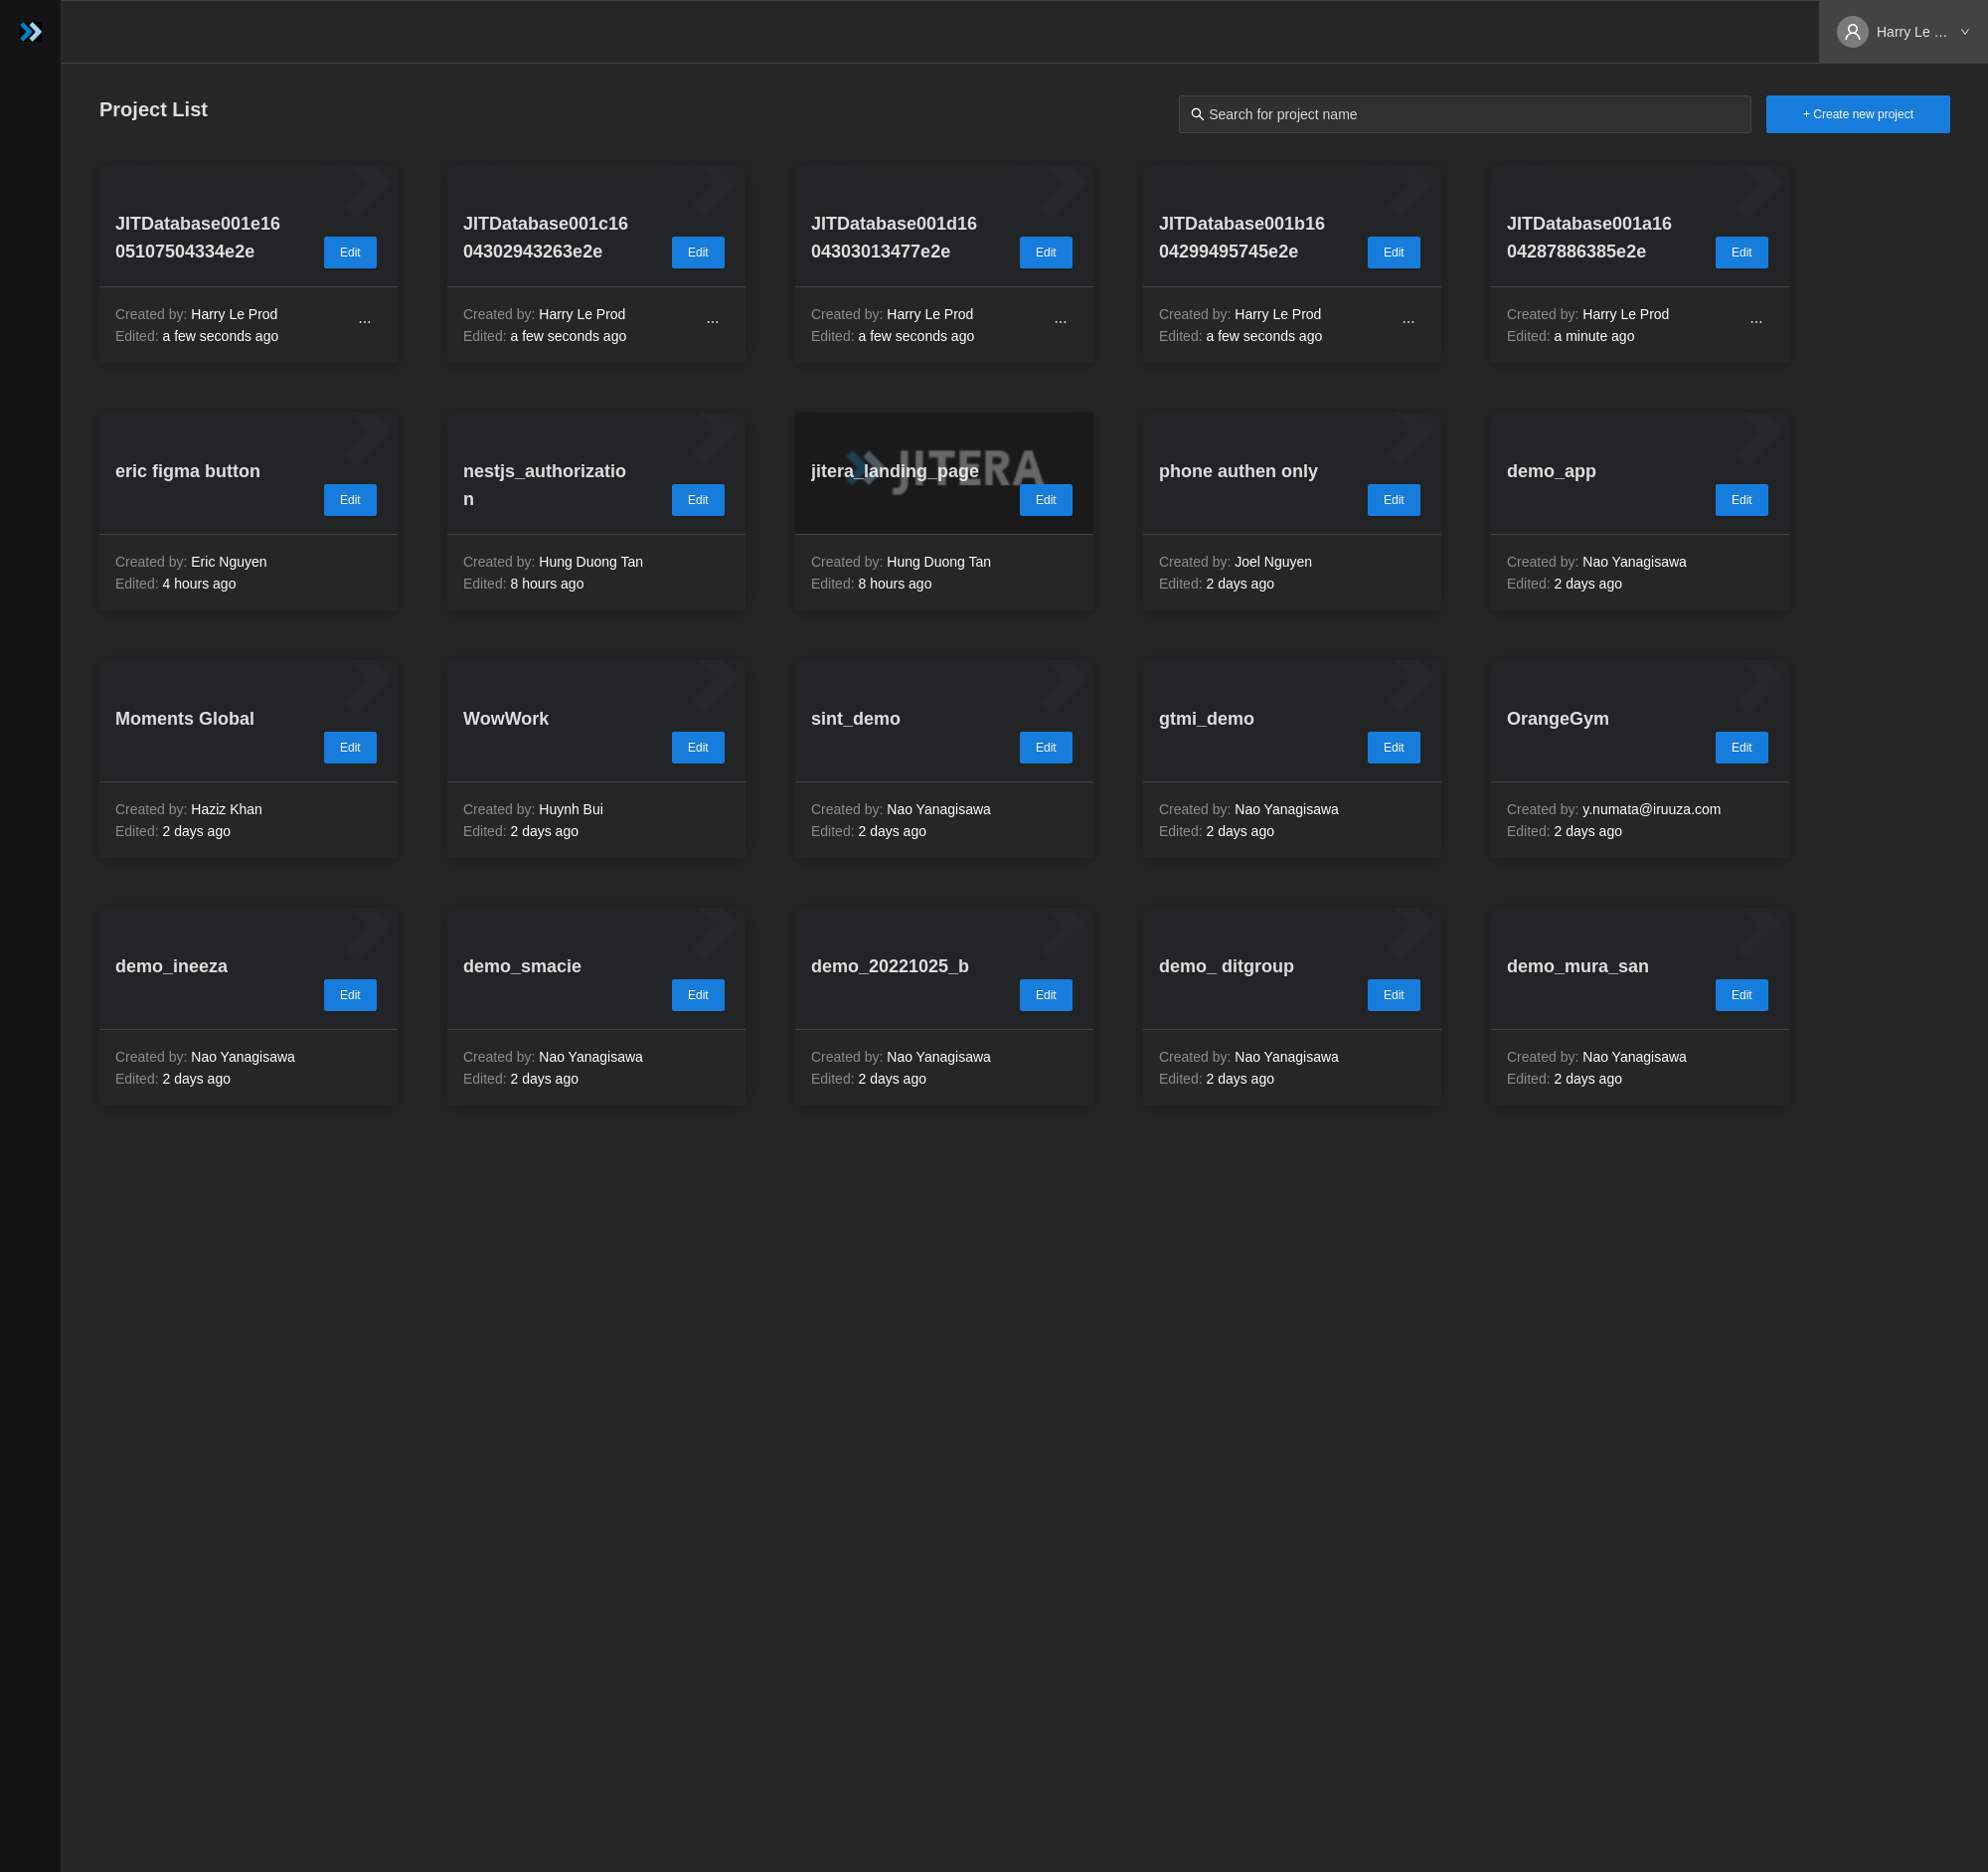 Harry Le ...
Project List
Search for project name
+ Create new project
JITDatabase001e16
05107504334e2e
Edit
Created by: Harry Le Prod
Edited: a few seconds ago
...
JITDatabase001c16
04302943263e2e
Edit
Created by: Harry Le Prod
Edited: a few seconds ago
...
JITDatabase001d16
04303013477e2e
Edit
Created by: Harry Le Prod
Edited: a few seconds ago
...
JITDatabase001b16
04299495745e2e
Edit
Created by: Harry Le Prod
Edited: a few seconds ago
...
JITDatabase001a16
04287886385e2e
Edit
Created by: Harry Le Prod
Edited: a minute ago
...
eric figma button
Edit
Created by: Eric Nguyen
Edited: 4 hours ago
nestjs_authorizatio
n
Edit
Created by: Hung Duong Tan
Edited: 8 hours ago
JITERA
jitera_landing_page
Edit
Created by: Hung Duong Tan
Edited: 8 hours ago
phone authen only
Edit
Created by: Joel Nguyen
Edited: 2 days ago
demo_app
Edit
Created by: Nao Yanagisawa
Edited: 2 days ago
Moments Global
Edit
Created by: Haziz Khan
Edited: 2 days ago
WowWork
Edit
Created by: Huynh Bui
Edited: 2 days ago
sint_demo
Edit
Created by: Nao Yanagisawa
Edited: 2 days ago
gtmi_demo
Edit
Created by: Nao Yanagisawa
Edited: 2 days ago
OrangeGym
Edit
Created by: y.numata@iruuza.com
Edited: 2 days ago
demo_ineeza
Edit
Created by: Nao Yanagisawa
Edited: 2 days ago
demo_smacie
Edit
Created by: Nao Yanagisawa
Edited: 2 days ago
demo_20221025_b
Edit
Created by: Nao Yanagisawa
Edited: 2 days ago
demo_ ditgroup
Edit
Created by: Nao Yanagisawa
Edited: 2 days ago
demo_mura_san
Edit
Created by: Nao Yanagisawa
Edited: 2 days ago